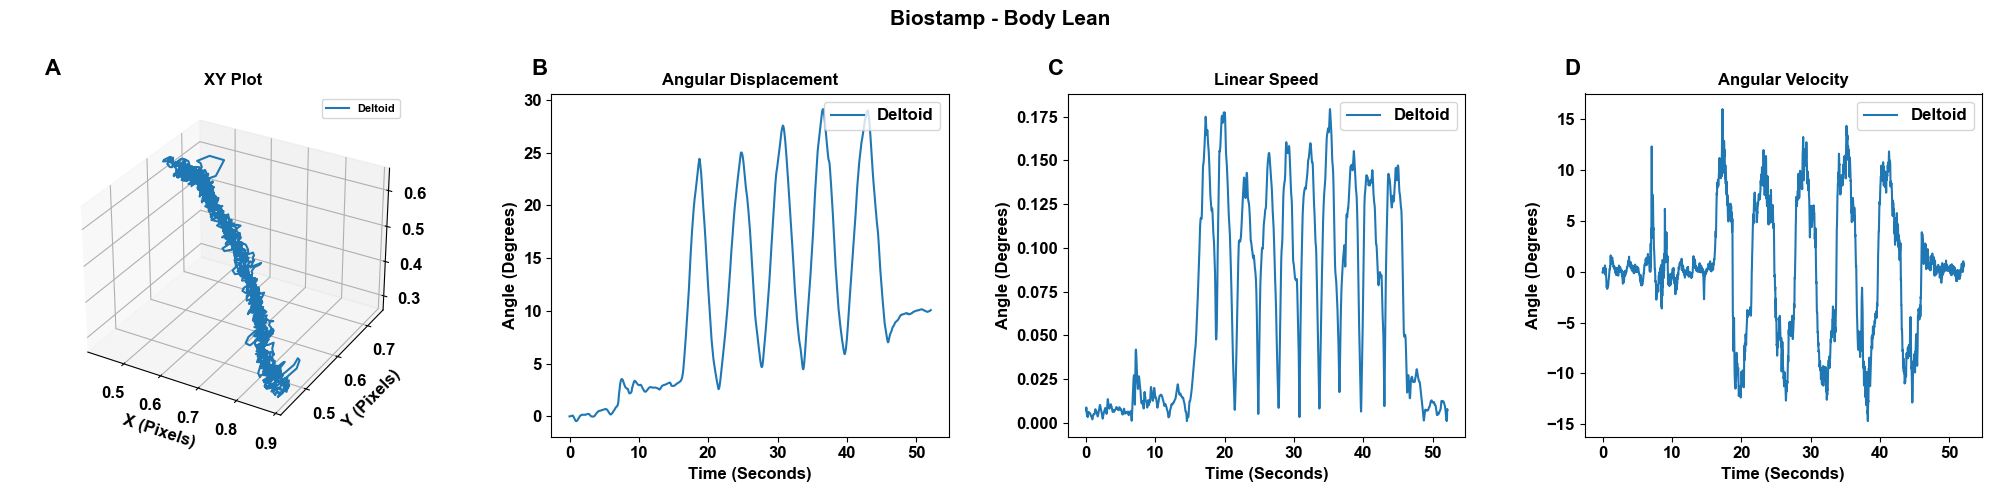 Biostamp - Body Lean
A
XY Plot
Deltoid
0.6
0.5
0.4
0.3
0.5
0.6
0.7
0.8
0.9
X (Pixels)
0.5
0.6
0.7
Y (Pixels)
B
Angular Displacement
Deltoid
30
25
20
15
10
5
0
Angle (Degrees)
0 10 20 30 40 50
Time (Seconds)
C
Linear Speed
Deltoid
0.175
0.150
0.125
0.100
0.075
0.050
0.025
0.000
Angle (Degrees)
0 10 20 30 40 50
Time (Seconds)
D
Angular Velocity
Deltoid
15
10
5
0
−5
−10
−15
Angle (Degrees)
0 10 20 30 40 50
Time (Seconds)